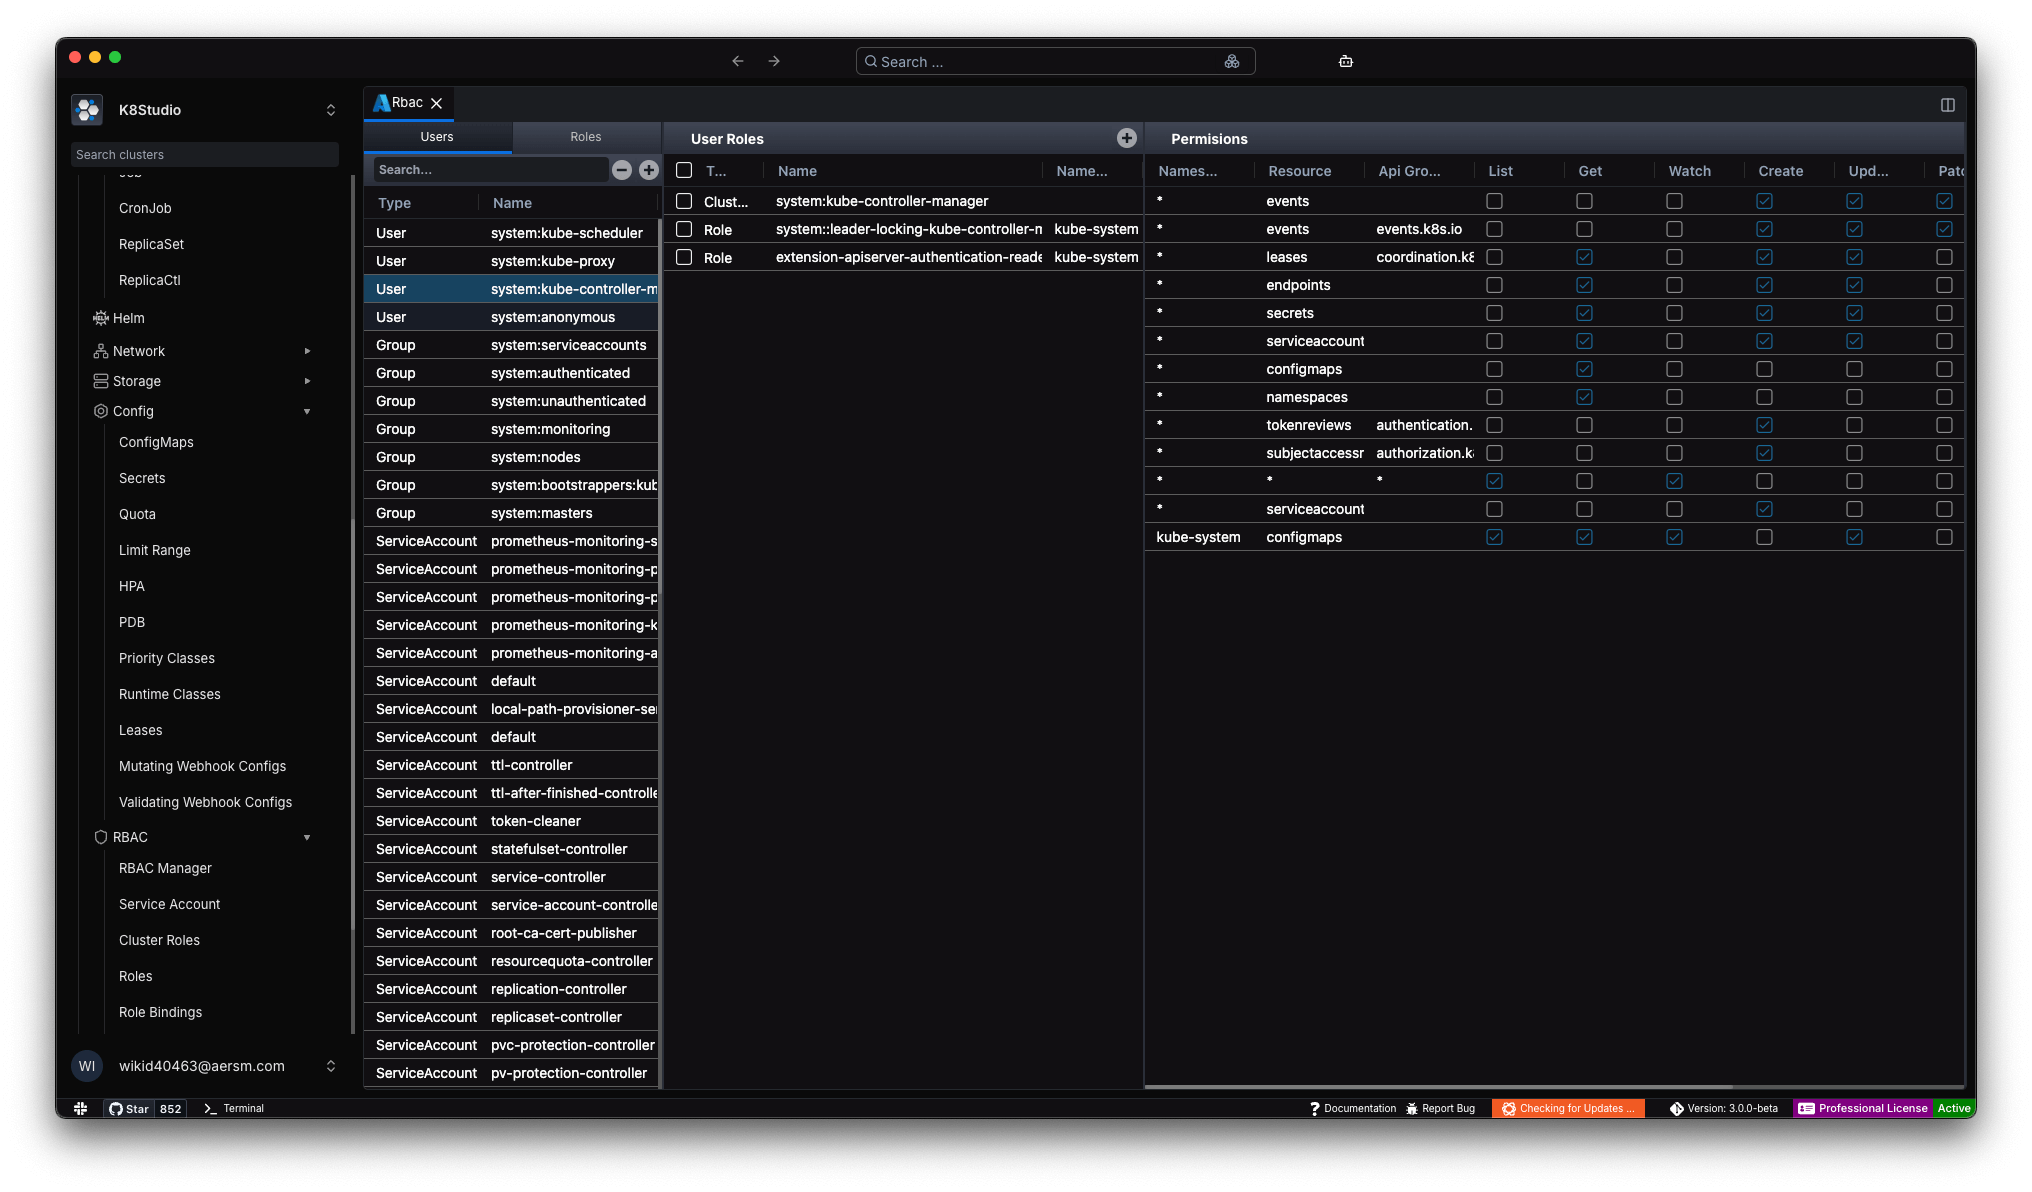 Search ...
K8Studio
Search clusters
Job
CronJob
ReplicaSet
ReplicaCtl
Helm
Network
Storage
Config
ConfigMaps
Secrets
Quota
Limit Range
HPA
PDB
Priority Classes
Runtime Classes
Leases
Mutating Webhook Configs
Validating Webhook Configs
RBAC
RBAC Manager
Service Account
Cluster Roles
Roles
Role Bindings
WI wikid40463@aersm.com
Rbac
Users Roles
Search...
Type Name
User system:kube-scheduler
User system:kube-proxy
User system:kube-controller-m
User system:anonymous
Group system:serviceaccounts
Group system:authenticated
Group system:unauthenticated
Group system:monitoring
Group system:nodes
Group system:bootstrappers:kub
Group system:masters
ServiceAccount prometheus-monitoring-s
ServiceAccount prometheus-monitoring-p
ServiceAccount prometheus-monitoring-p
ServiceAccount prometheus-monitoring-k
ServiceAccount prometheus-monitoring-a
ServiceAccount default
ServiceAccount local-path-provisioner-ser
ServiceAccount default
ServiceAccount ttl-controller
ServiceAccount ttl-after-finished-controlle
ServiceAccount token-cleaner
ServiceAccount statefulset-controller
ServiceAccount service-controller
ServiceAccount service-account-controlle
ServiceAccount root-ca-cert-publisher
ServiceAccount resourcequota-controller
ServiceAccount replication-controller
ServiceAccount replicaset-controller
ServiceAccount pvc-protection-controller
ServiceAccount pv-protection-controller
User Roles
T... Name Name...
Clust... system:kube-controller-manager
Role system::leader-locking-kube-controller-m kube-system
Role extension-apiserver-authentication-reade kube-system
Permisions
Names... Resource Api Gro... List Get Watch Create Upd... Patc
* events
* events events.k8s.io
* leases coordination.k8
* endpoints
* secrets
* serviceaccount
* configmaps
* namespaces
* tokenreviews authentication.
* subjectaccessr authorization.k8
* * *
* serviceaccount
kube-system configmaps
Star 852
Terminal
Documentation
Report Bug
Checking for Updates ...
Version: 3.0.0-beta
Professional License Active